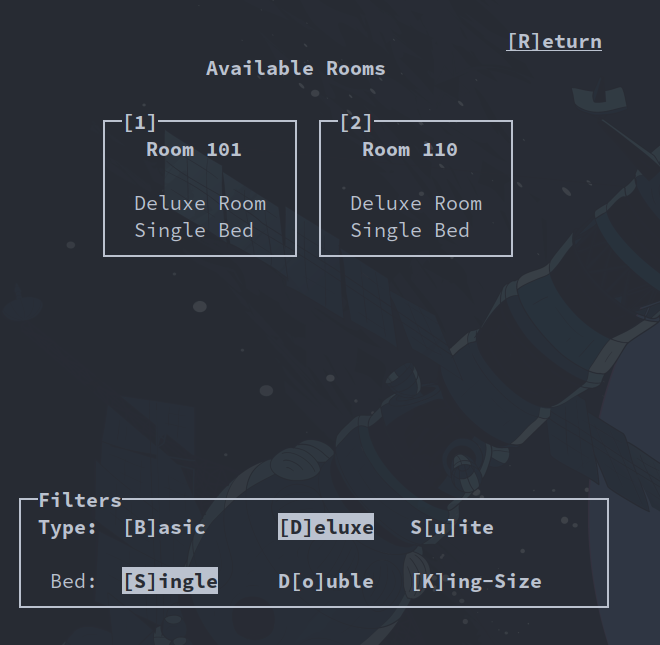 [R]eturn
Available Rooms
[1] [2]
Room 101 Room 110
Deluxe Room Deluxe Room
Single Bed Single Bed
Filters
Type: [B]asic [D]eluxe S[u]ite
Bed: [S]ingle D[o]uble [K]ing-Size